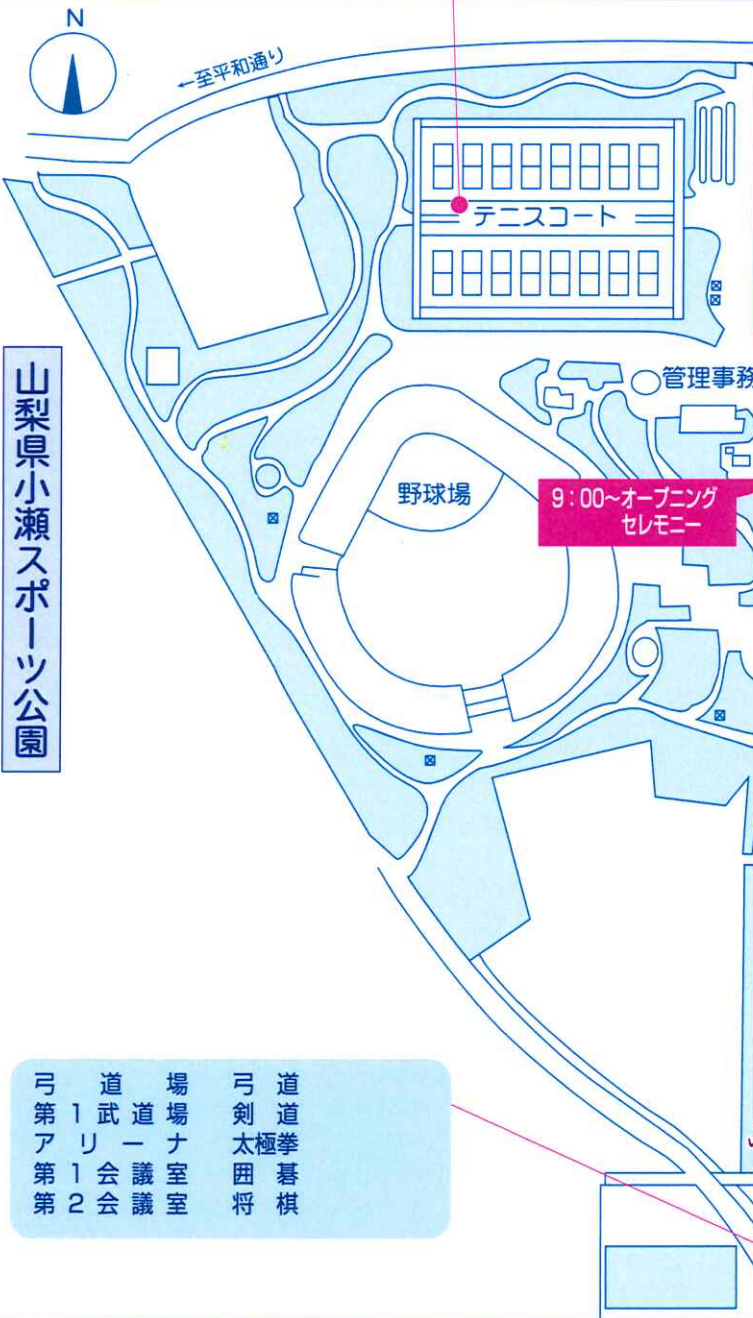 N
←至平和通り
テニスコート
管理事務
野球場
9:00~オープニング
セレモニー
山梨県小瀬スポーツ公園
弓道場 弓道
第1武道場 剣道
アリーナ 太極拳
第1会議室 囲碁
第2会議室 将棋